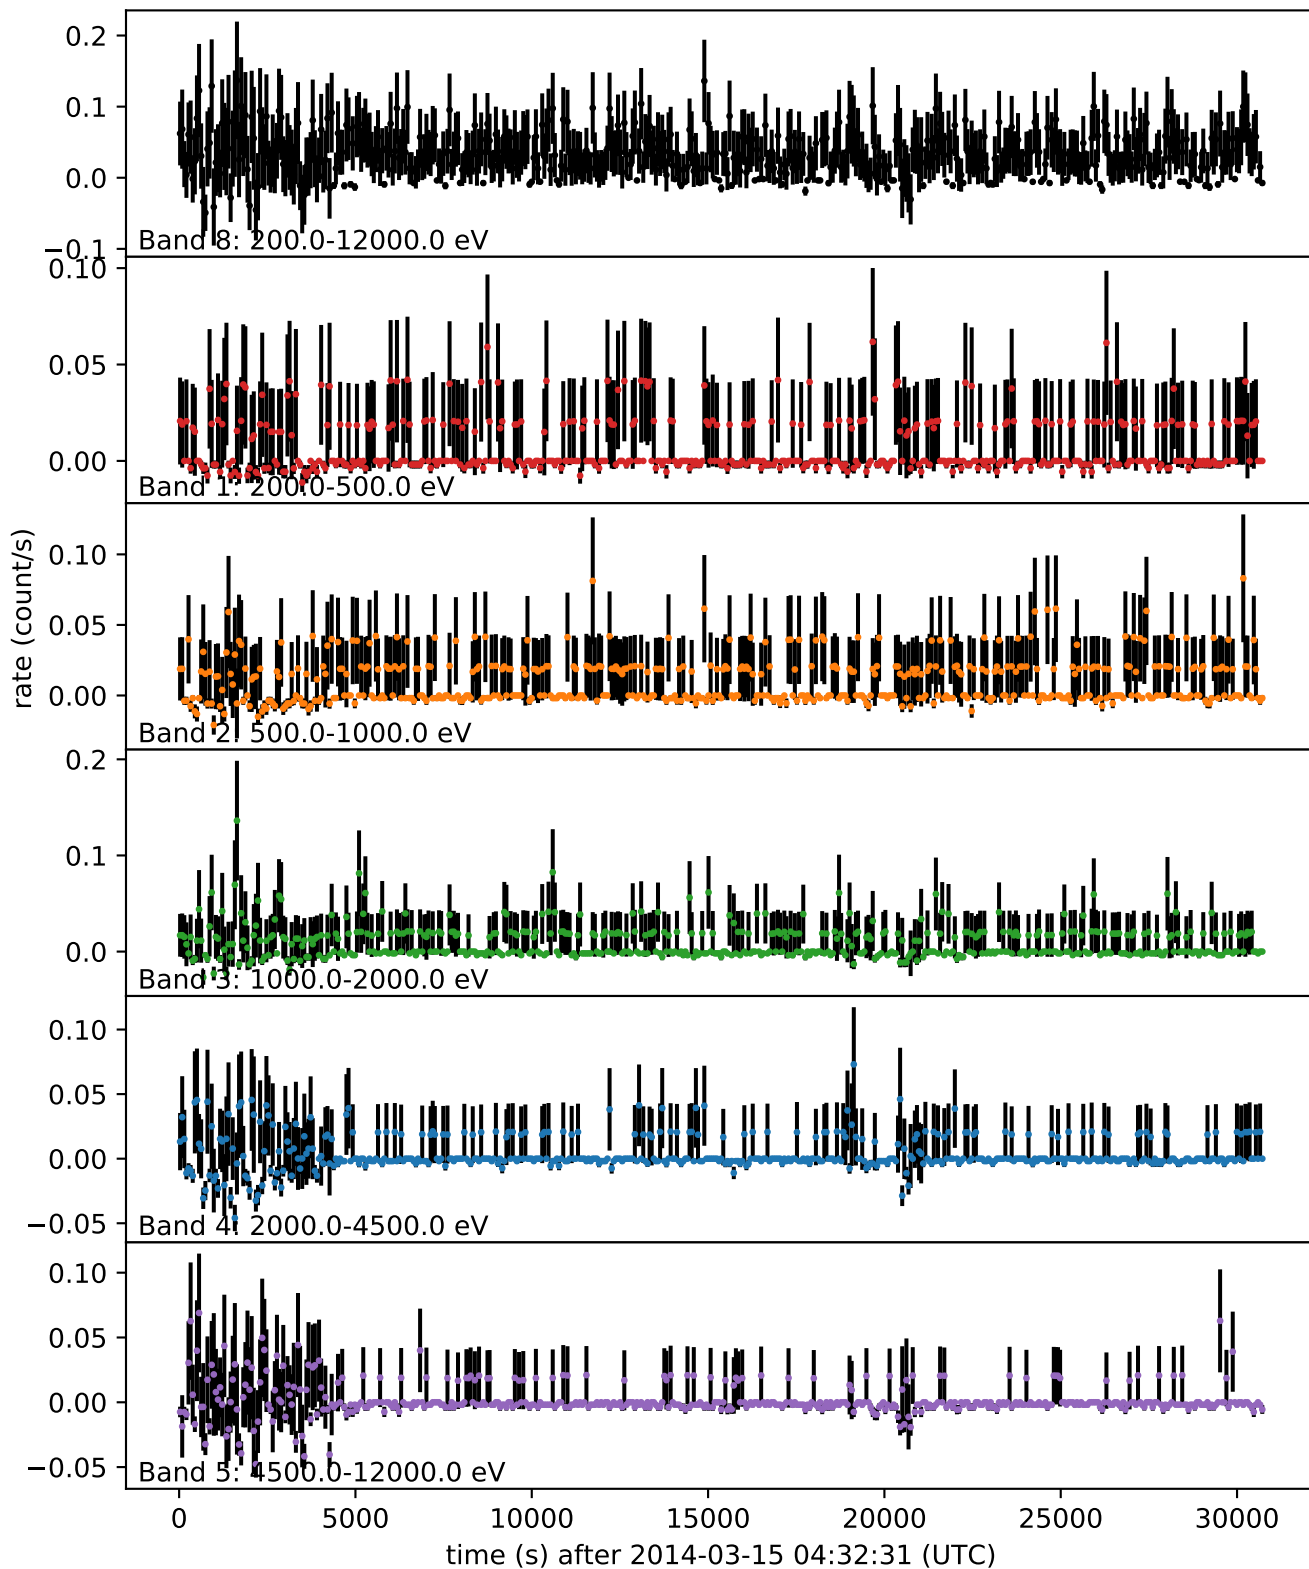 0.2
0.1
0.0
−0.1
Band 8: 200.0-12000.0 eV
0.10
0.05
0.00
Band 1: 200.0-500.0 eV
0.10
0.05
0.00
Band 2: 500.0-1000.0 eV
rate (count/s)
0.2
0.1
0.0
Band 3: 1000.0-2000.0 eV
0.10
0.05
0.00
−0.05
Band 4: 2000.0-4500.0 eV
0.10
0.05
0.00
−0.05
Band 5: 4500.0-12000.0 eV
0 5000 10000 15000 20000 25000 30000
time (s) after 2014-03-15 04:32:31 (UTC)